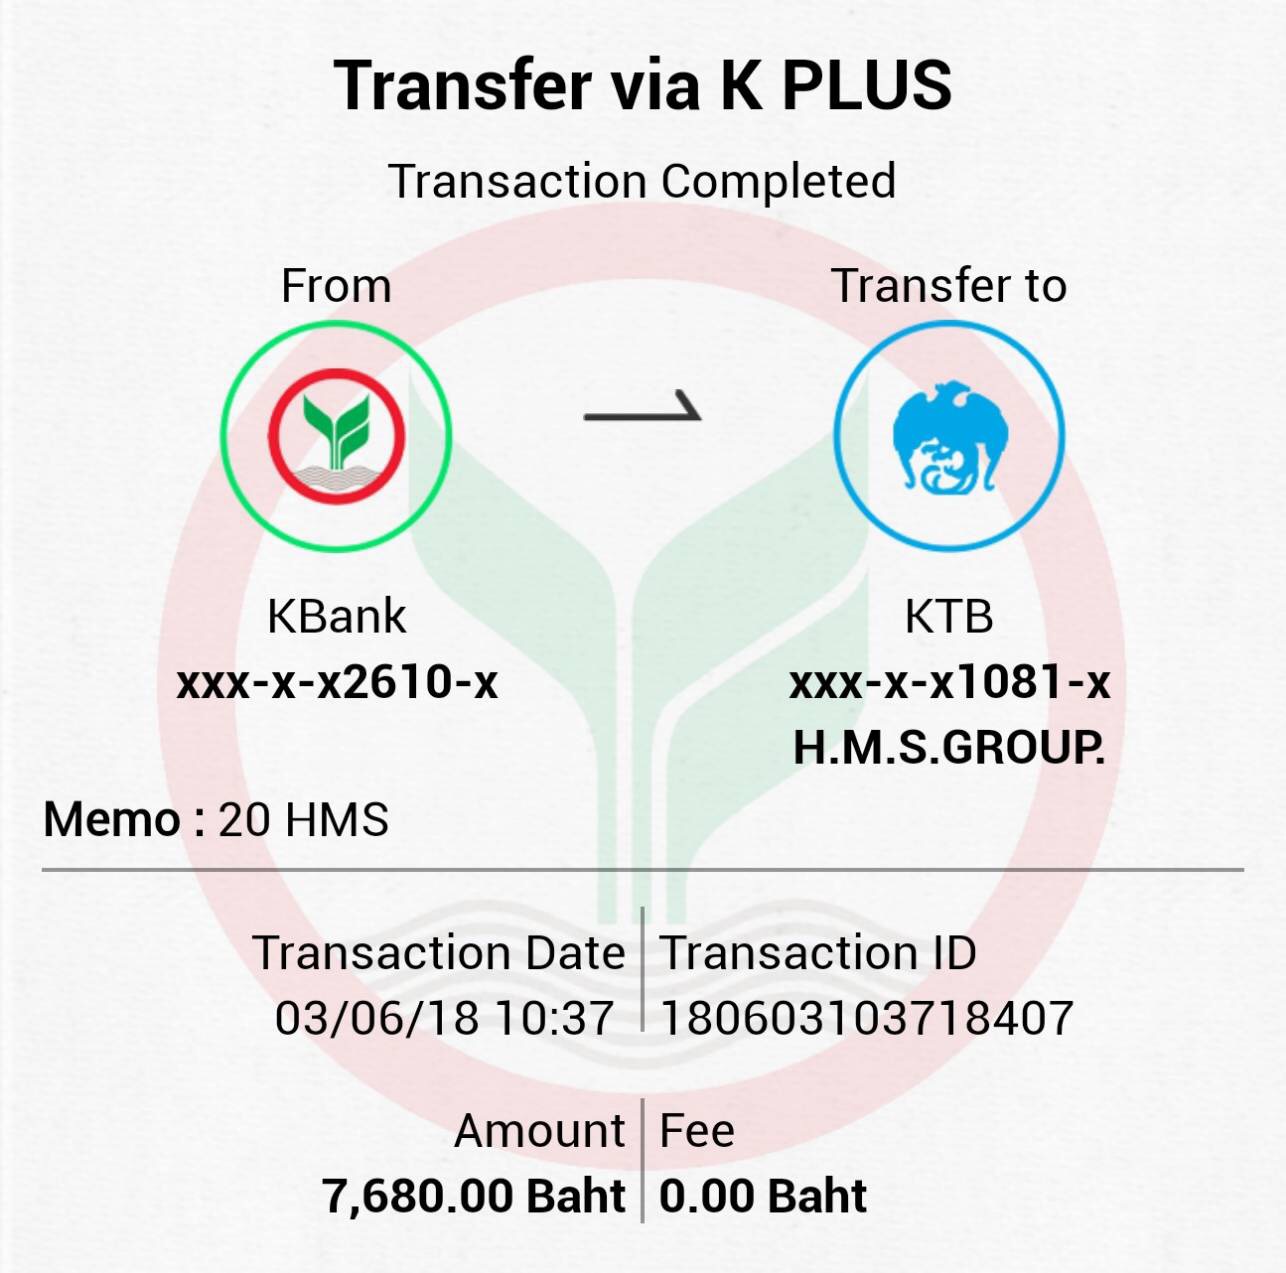 Transfer via K PLUS
Transaction Completed
From
Transfer to
KBank
xxx-x-x2610-x
KTB
xxx-x-x1081-x
H.M.S.GROUP.
Memo : 20 HMS
Transaction Date
03/06/18 10:37
Transaction ID
180603103718407
Amount
7,680.00 Baht
Fee
0.00 Baht